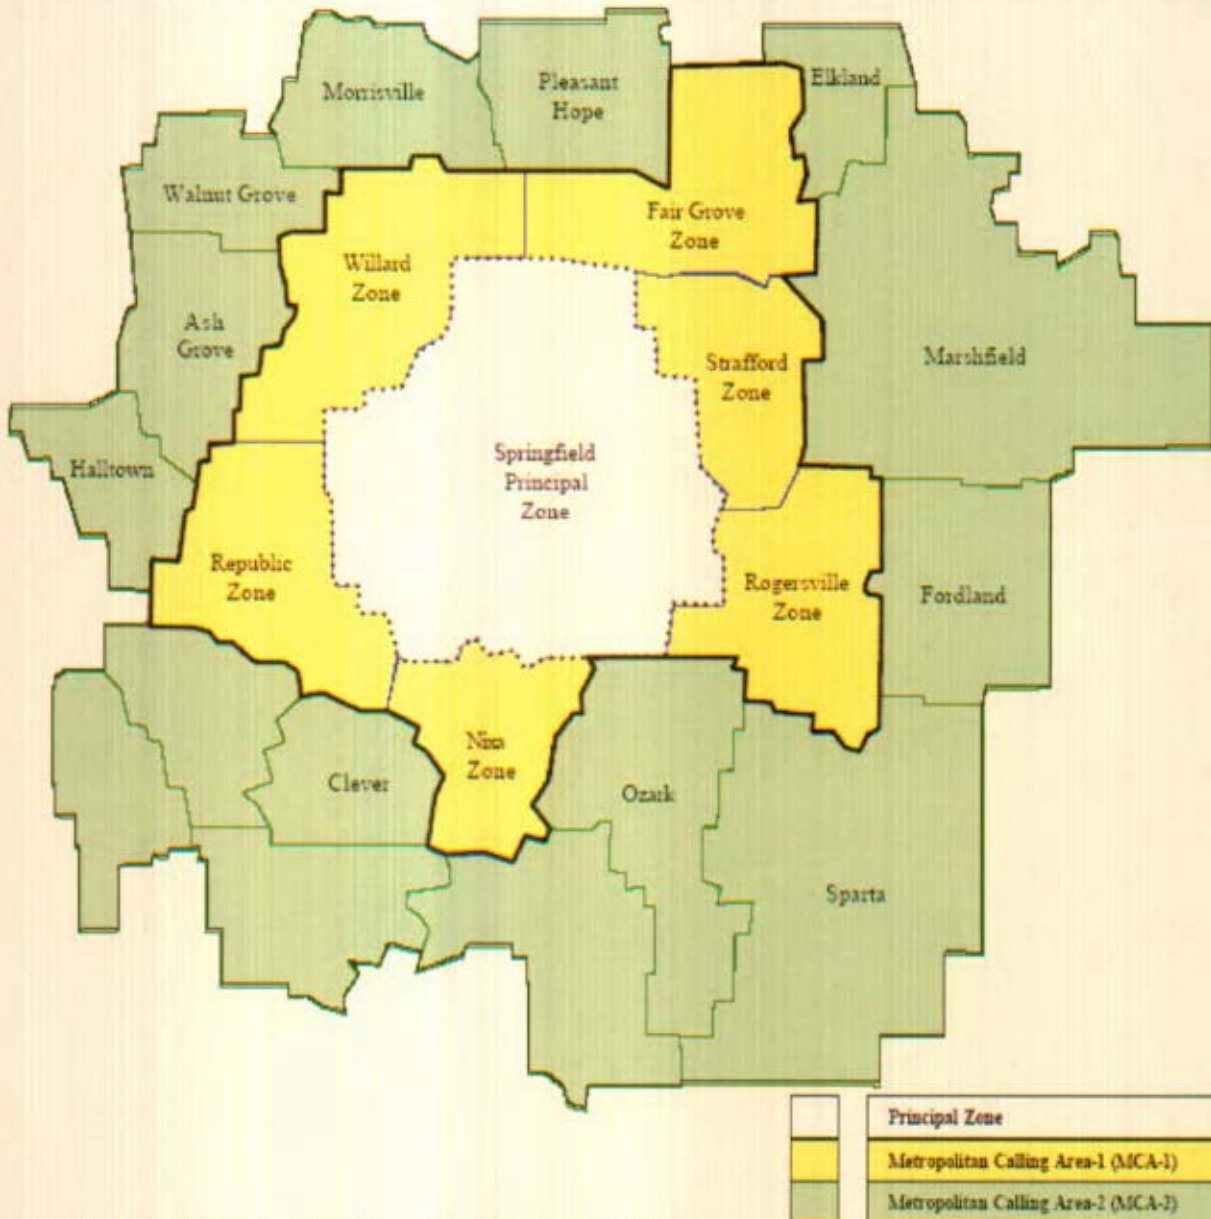 Morrisville
Pleasant
Hope
Elkland
Walnut Grove
Fair Grove
Zone
Willard
Zone
Ash
Grove
Strafford
Zone
Marshfield
Halltown
Springfield
Principal
Zone
Republic
Zone
Rogersville
Zone
Fordland
Nixa
Zone
Clever
Ozark
Sparta
Principal Zone
Metropolitan Calling Area-1 (MCA-1)
Metropolitan Calling Area-2 (MCA-2)